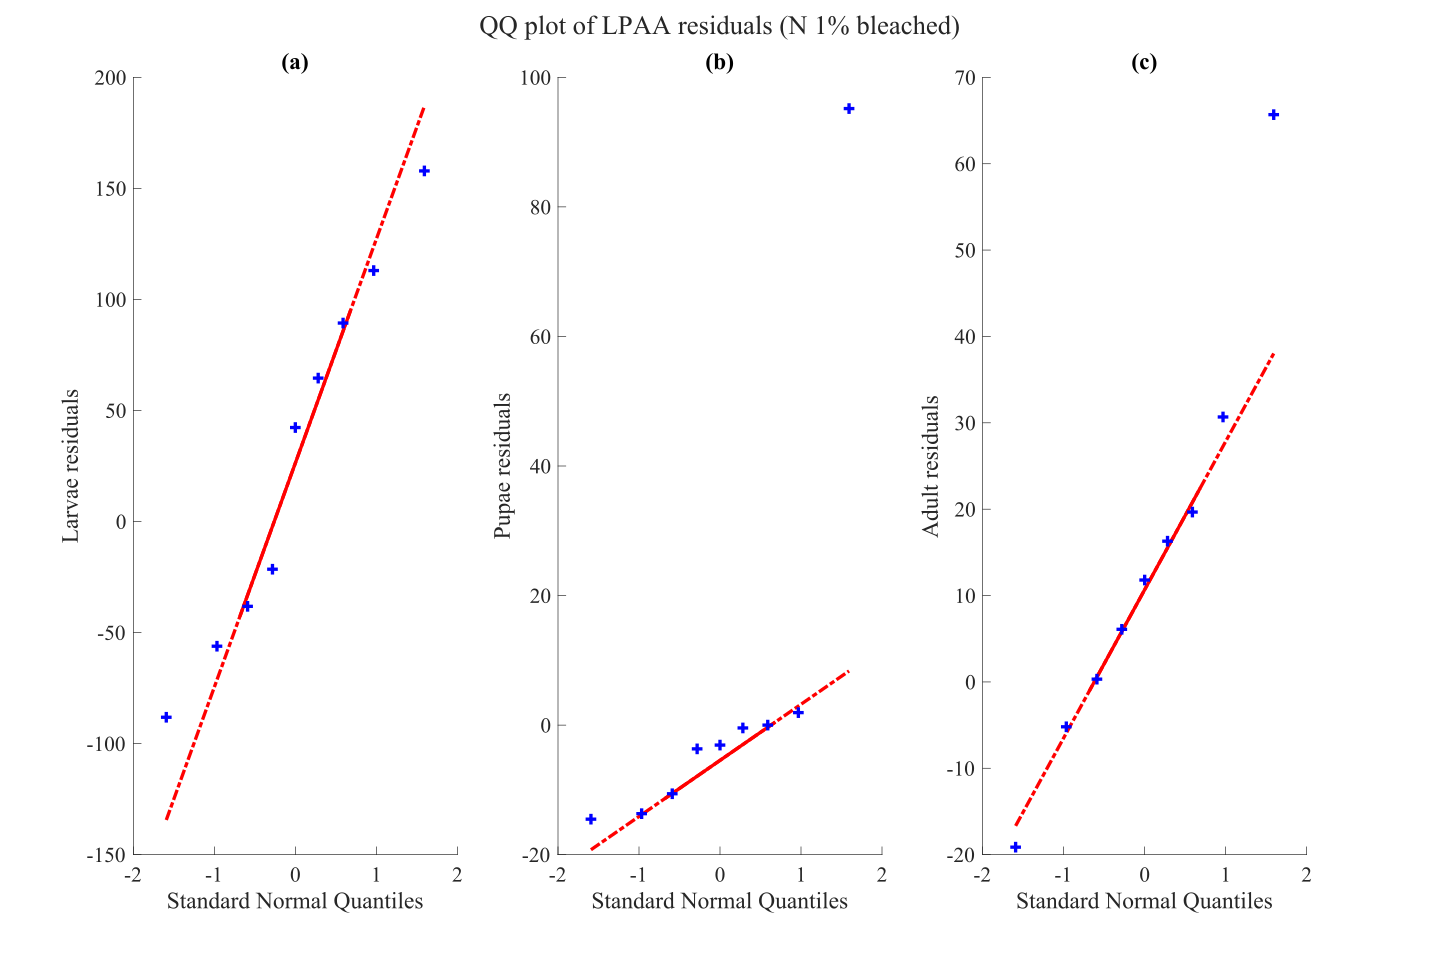 QQ plot of LPAA residuals (N 1% bleached)
(a)
200
150
100
50
0
-50
-100
-150
-2 -1 0 1 2
Larvae residuals
Standard Normal Quantiles
(b)
100
80
60
40
20
0
-20
-2 -1 0 1 2
Pupae residuals
Standard Normal Quantiles
(c)
70
60
50
40
30
20
10
0
-10
-20
-2 -1 0 1 2
Adult residuals
Standard Normal Quantiles